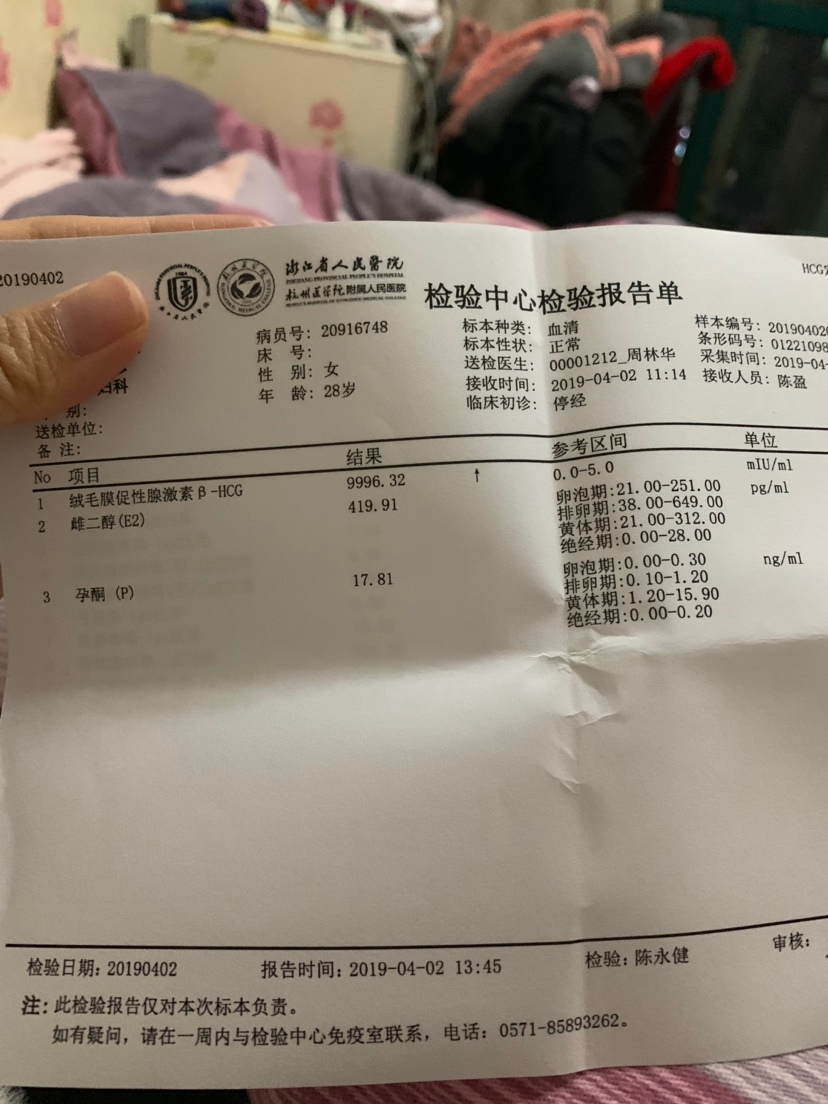 20190402
浙江省人民醫院
ZHEJIANG PROVINCIAL PEOPLE'S HOSPITAL
杭州医学院附属人民医院
HCG
检验中心检验报告单
病员号: 20916748
标本种类: 血清
样本编号: 20190402
床 号:
标本性状: 正常
条形码号: 01221098
妇科
性 别: 女
送检医生: 00001212_周林华
采集时间: 2019-04-
别:
年 龄: 28岁
接收时间: 2019-04-02 11:14
接收人员: 陈盈
送检单位:
临床初诊: 停经
备 注:
No 项目 结果 参考区间 单位
1 绒毛膜促性腺激素β-HCG 9996.32 ↑ 0.0-5.0 mIU/ml
2 雌二醇(E2) 419.91 卵泡期:21.00-251.00 pg/ml
排卵期:38.00-649.00
黄体期:21.00-312.00
绝经期:0.00-28.00
3 孕酮 (P) 17.81 卵泡期:0.00-0.30 ng/ml
排卵期:0.10-1.20
黄体期:1.20-15.90
绝经期:0.00-0.20
检验日期: 20190402 报告时间: 2019-04-02 13:45 检验: 陈永健 审核:
注: 此检验报告仅对本次标本负责。
如有疑问，请在一周内与检验中心免疫室联系，电话: 0571-85893262。